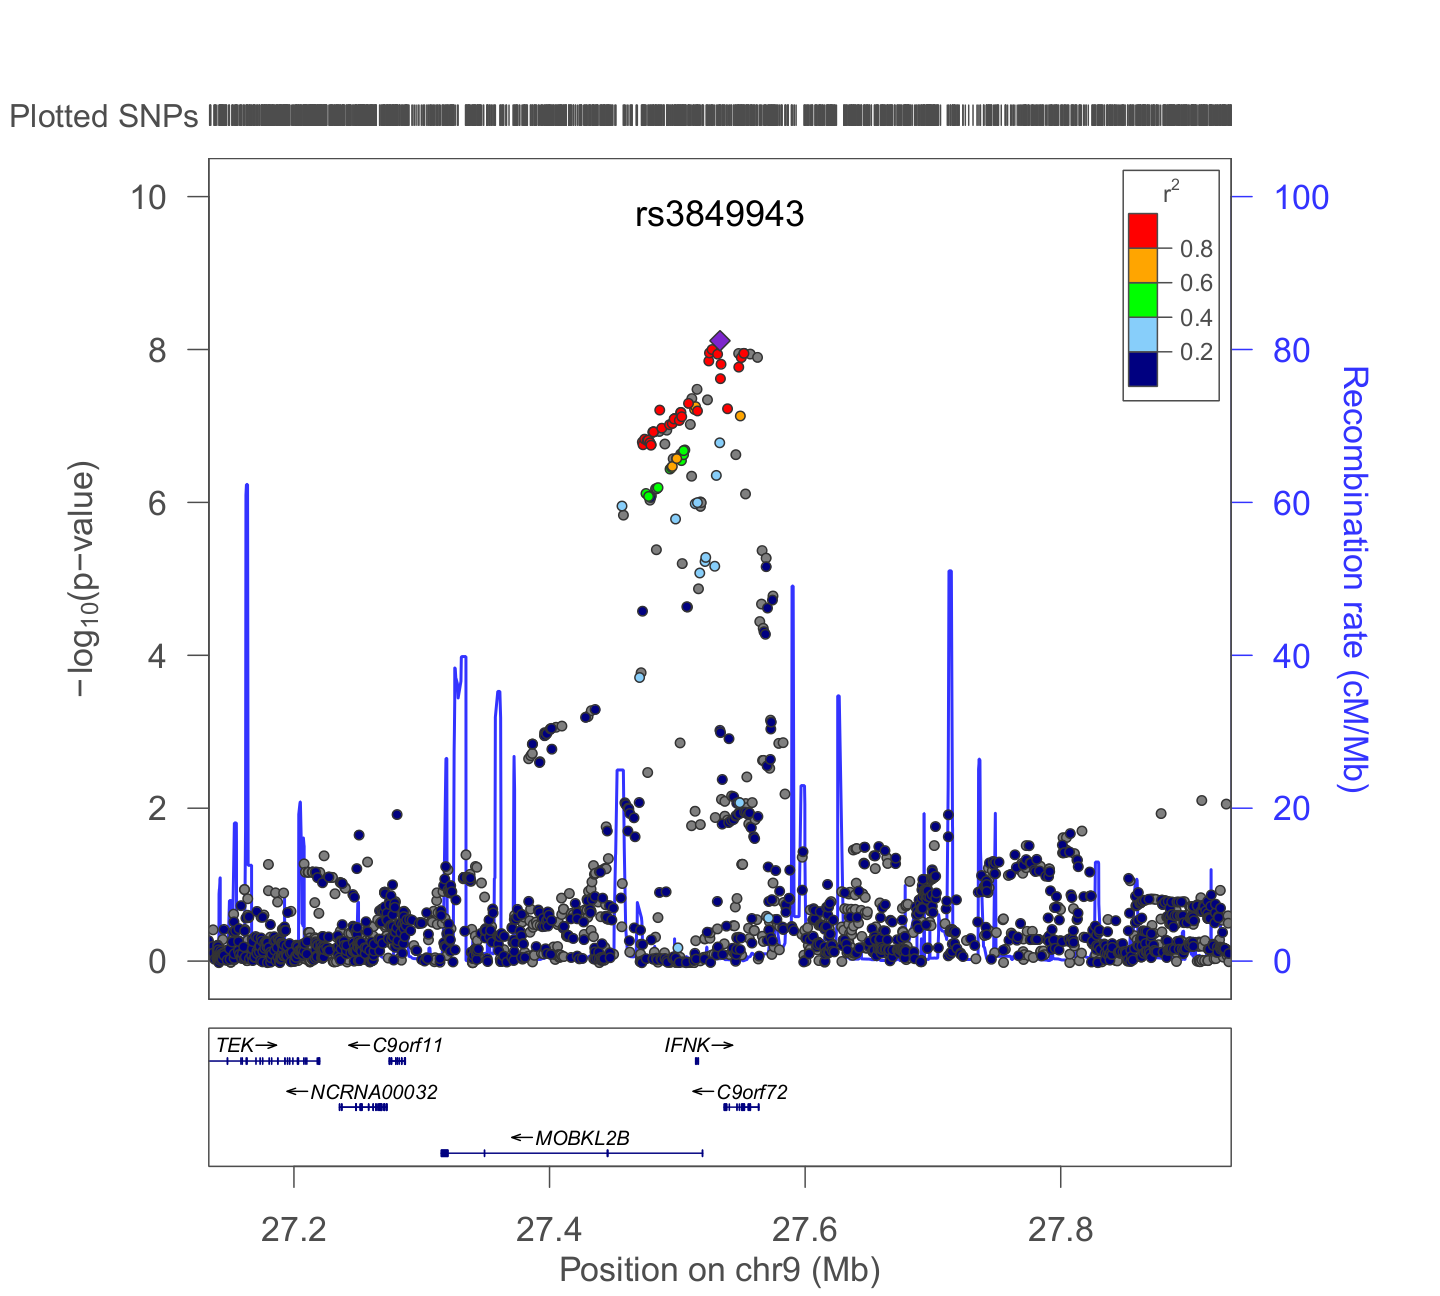 Plotted SNPs
rs3849943
r2
0.8
0.6
0.4
0.2
10
8
6
4
2
0
−log10(p−value)
100
80
60
40
20
0
Recombination rate (cM/Mb)
TEK→ ←C9orf11 IFNK→
←NCRNA00032 ←C9orf72
←MOBKL2B
27.2 27.4 27.6 27.8
Position on chr9 (Mb)